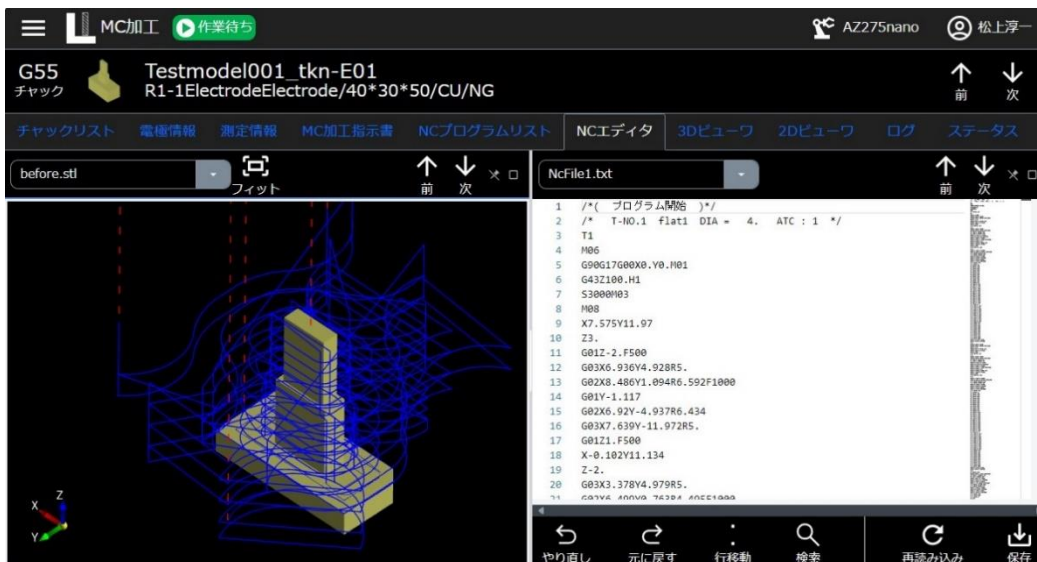 MC加工 作業待ち AZ275nano 松上淳一
G55 Testmodel001_tkn-E01
チャック R1-1ElectrodeElectrode/40*30*50/CU/NG 前 次
チャックリスト 電極情報 測定情報 MC加工指示書 NCプログラムリスト NCエディタ 3Dビューワ 2Dビューワ ログ ステータス
before.stl フィット 前 次
NcFile1.txt 前 次
1 /*( プログラム開始 )*/
2 /* T-NO.1 flat1 DIA = 4. ATC : 1 */
3 T1
4 M06
5 G90G17G00X0.Y0.M01
6 G43Z100.H1
7 S3000M03
8 M08
9 X7.575Y11.97
10 Z3.
11 G01Z-2.F500
12 G03X6.936Y4.928R5.
13 G02X8.486Y1.094R6.592F1000
14 G01Y-1.117
15 G02X6.92Y-4.937R6.434
16 G03X7.639Y-11.972R5.
17 G01Z1.F500
18 X-0.102Y11.134
19 Z-2.
20 G03X3.378Y4.979R5.
21
X Z
Y
やり直し 元に戻す 行移動 検索 再読み込み 保存